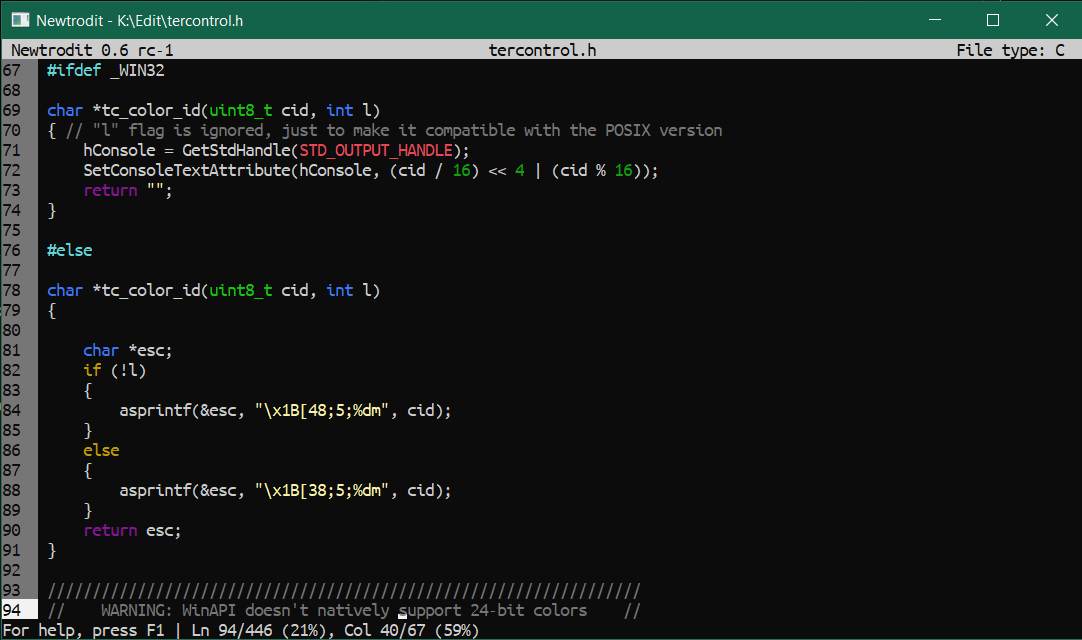 Newtrodit - K:\Edit\tercontrol.h
Newtrodit 0.6 rc-1 tercontrol.h File type: C
67 #ifdef _WIN32
68
69 char *tc_color_id(uint8_t cid, int l)
70 { // "l" flag is ignored, just to make it compatible with the POSIX version
71     hConsole = GetStdHandle(STD_OUTPUT_HANDLE);
72     SetConsoleTextAttribute(hConsole, (cid / 16) << 4 | (cid % 16));
73     return "";
74 }
75
76 #else
77
78 char *tc_color_id(uint8_t cid, int l)
79 {
80
81     char *esc;
82     if (!l)
83     {
84         asprintf(&esc, "\x1B[48;5;%dm", cid);
85     }
86     else
87     {
88         asprintf(&esc, "\x1B[38;5;%dm", cid);
89     }
90     return esc;
91 }
92
93 //////////////////////////////////////////////////////////////////
94 //    WARNING: WinAPI doesn't natively support 24-bit colors    //
For help, press F1 | Ln 94/446 (21%), Col 40/67 (59%)